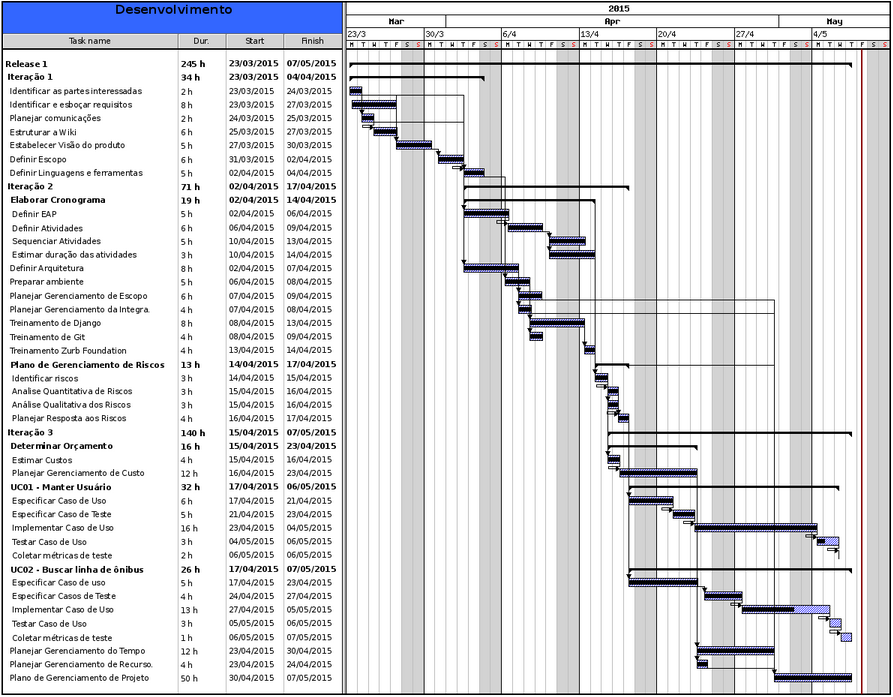 Desenvolvimento
2015
Mar Apr May
Task name Dur. Start Finish 23/3 30/3 6/4 13/4 20/4 27/4 4/5
M T W T F S S M T W T F S S M T W T F S S M T W T F S S M T W T F S S M T W T F S S M T W T F S S
Release 1 245 h 23/03/2015 07/05/2015
Iteração 1 34 h 23/03/2015 04/04/2015
Identificar as partes interessadas 2 h 23/03/2015 24/03/2015
Identificar e esboçar requisitos 8 h 23/03/2015 27/03/2015
Planejar comunicações 2 h 24/03/2015 25/03/2015
Estruturar a Wiki 6 h 25/03/2015 27/03/2015
Estabelecer Visão do produto 5 h 27/03/2015 30/03/2015
Definir Escopo 6 h 31/03/2015 02/04/2015
Definir Linguagens e ferramentas 5 h 02/04/2015 04/04/2015
Iteração 2 71 h 02/04/2015 17/04/2015
Elaborar Cronograma 19 h 02/04/2015 14/04/2015
Definir EAP 5 h 02/04/2015 06/04/2015
Definir Atividades 6 h 06/04/2015 09/04/2015
Sequenciar Atividades 5 h 10/04/2015 13/04/2015
Estimar duração das atividades 3 h 10/04/2015 14/04/2015
Definir Arquitetura 8 h 02/04/2015 07/04/2015
Preparar ambiente 5 h 06/04/2015 08/04/2015
Planejar Gerenciamento de Escopo 6 h 07/04/2015 09/04/2015
Planejar Gerenciamento da Integra. 4 h 07/04/2015 08/04/2015
Treinamento de Django 8 h 08/04/2015 13/04/2015
Treinamento de Git 4 h 08/04/2015 09/04/2015
Treinamento Zurb Foundation 4 h 13/04/2015 14/04/2015
Plano de Gerenciamento de Riscos 13 h 14/04/2015 17/04/2015
Identificar riscos 3 h 14/04/2015 15/04/2015
Analise Quantitativa de Riscos 3 h 15/04/2015 16/04/2015
Análise Qualitativa dos Riscos 3 h 15/04/2015 16/04/2015
Planejar Resposta aos Riscos 4 h 16/04/2015 17/04/2015
Iteração 3 140 h 15/04/2015 07/05/2015
Determinar Orçamento 16 h 15/04/2015 23/04/2015
Estimar Custos 4 h 15/04/2015 16/04/2015
Planejar Gerenciamento de Custo 12 h 16/04/2015 23/04/2015
UC01 - Manter Usuário 32 h 17/04/2015 06/05/2015
Especificar Caso de Uso 6 h 17/04/2015 21/04/2015
Especificar Caso de Teste 5 h 21/04/2015 23/04/2015
Implementar Caso de Uso 16 h 23/04/2015 04/05/2015
Testar Caso de Uso 3 h 04/05/2015 06/05/2015
Coletar métricas de teste 2 h 06/05/2015 06/05/2015
UC02 - Buscar linha de ônibus 26 h 17/04/2015 07/05/2015
Especificar Caso de uso 5 h 17/04/2015 23/04/2015
Especificar Casos de Teste 4 h 24/04/2015 27/04/2015
Implementar Caso de Uso 13 h 27/04/2015 05/05/2015
Testar Caso de Uso 3 h 05/05/2015 06/05/2015
Coletar métricas de teste 1 h 06/05/2015 07/05/2015
Planejar Gerenciamento do Tempo 12 h 23/04/2015 30/04/2015
Planejar Gerenciamento de Recurso. 4 h 23/04/2015 24/04/2015
Plano de Gerenciamento de Projeto 50 h 30/04/2015 07/05/2015